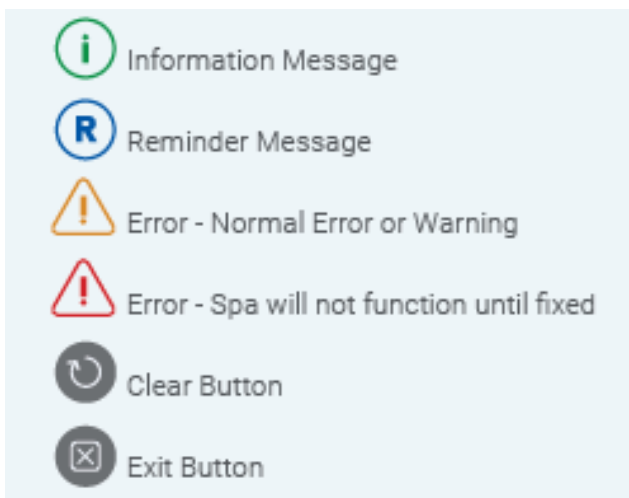 i Information Message
R Reminder Message
! Error - Normal Error or Warning
! Error - Spa will not function until fixed
Clear Button
Exit Button